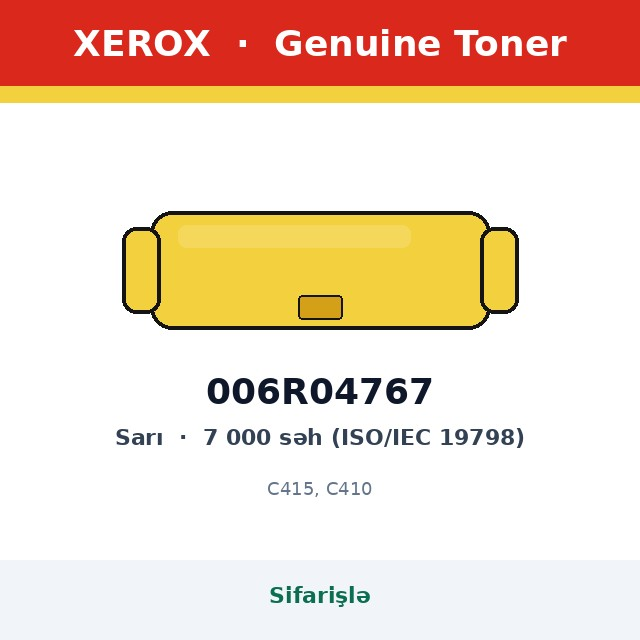 XEROX · Genuine Toner
006R04767
Sarı · 7 000 səh (ISO/IEC 19798)
C415, C410
Sifarişlə